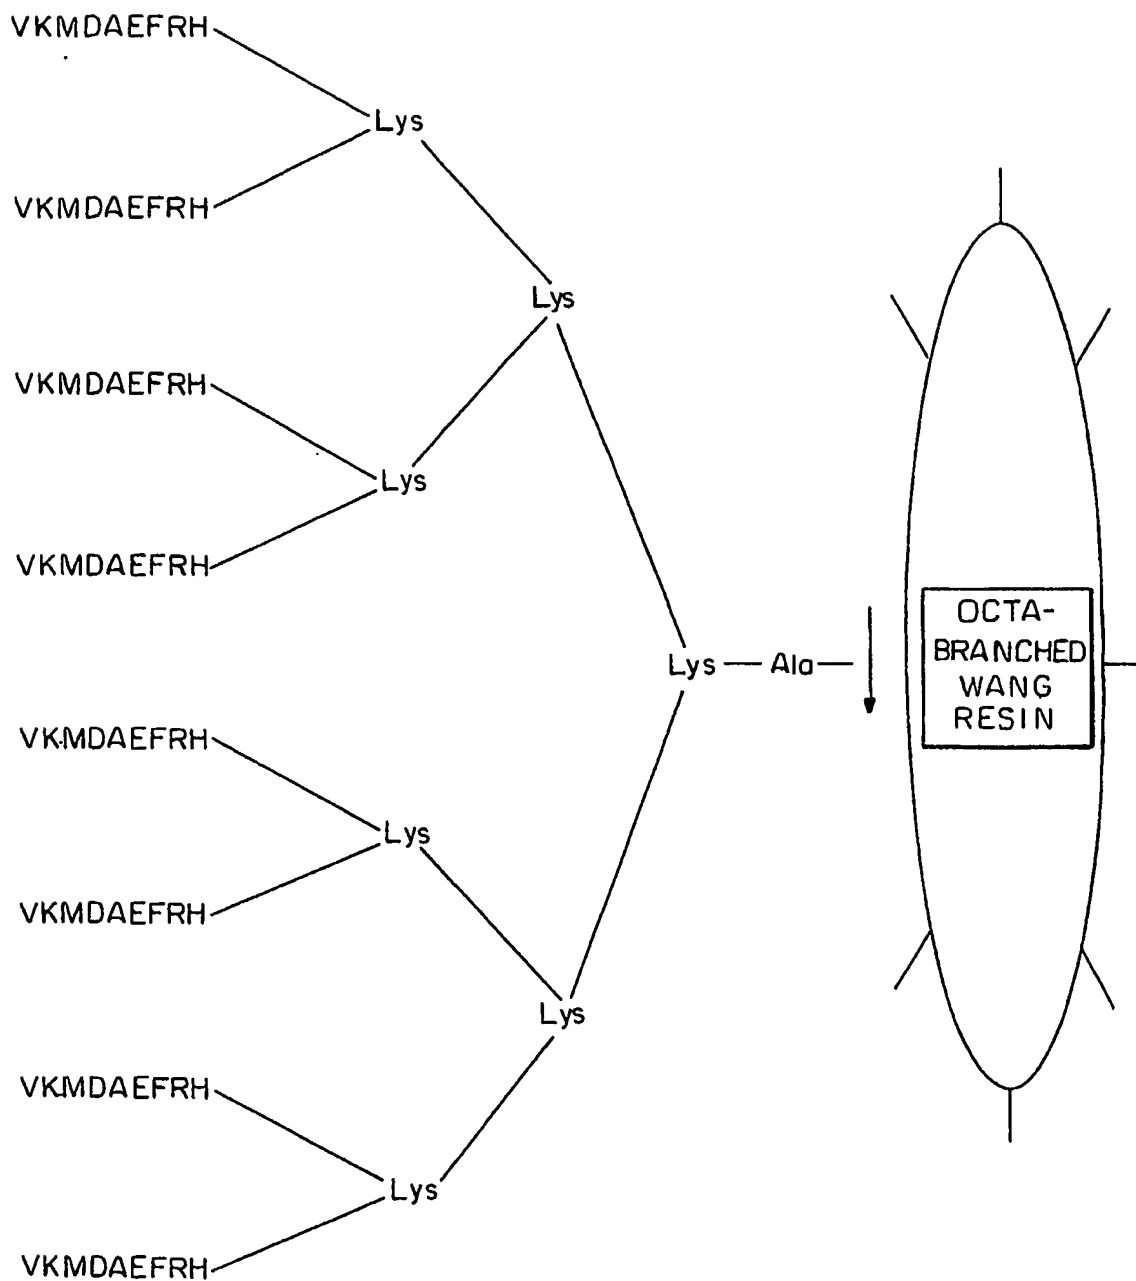 VKMDAEFRH
Lys
VKMDAEFRH
Lys
VKMDAEFRH
Lys
VKMDAEFRH
OCTA-
BRANCHED
WANG
RESIN
Lys — Ala —
VKMDAEFRH
Lys
VKMDAEFRH
Lys
VKMDAEFRH
Lys
VKMDAEFRH